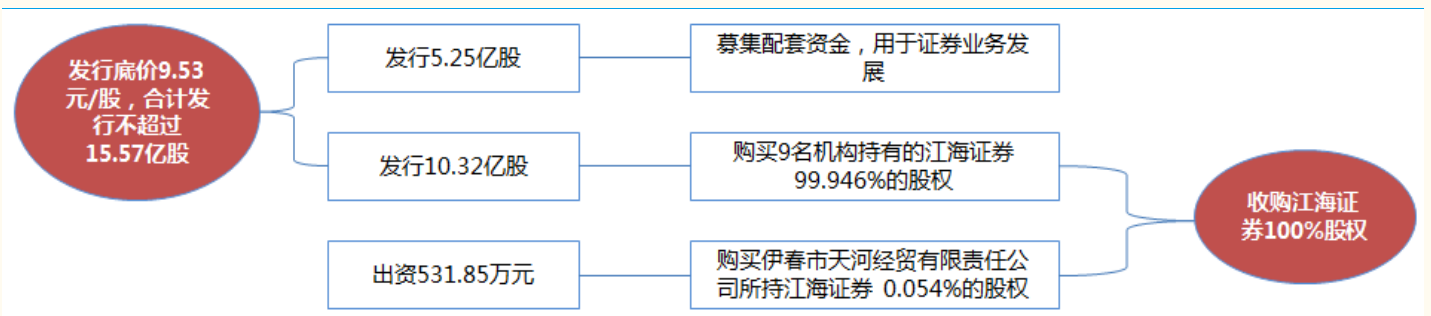 发行底价9.53
元/股，合计发
行不超过
15.57亿股
发行5.25亿股
募集配套资金，用于证券业务发
展
发行10.32亿股
购买9名机构持有的江海证券
99.946%的股权
出资531.85万元
购买伊春市天河经贸有限责任公
司所持江海证券 0.054%的股权
收购江海证
券100%股权